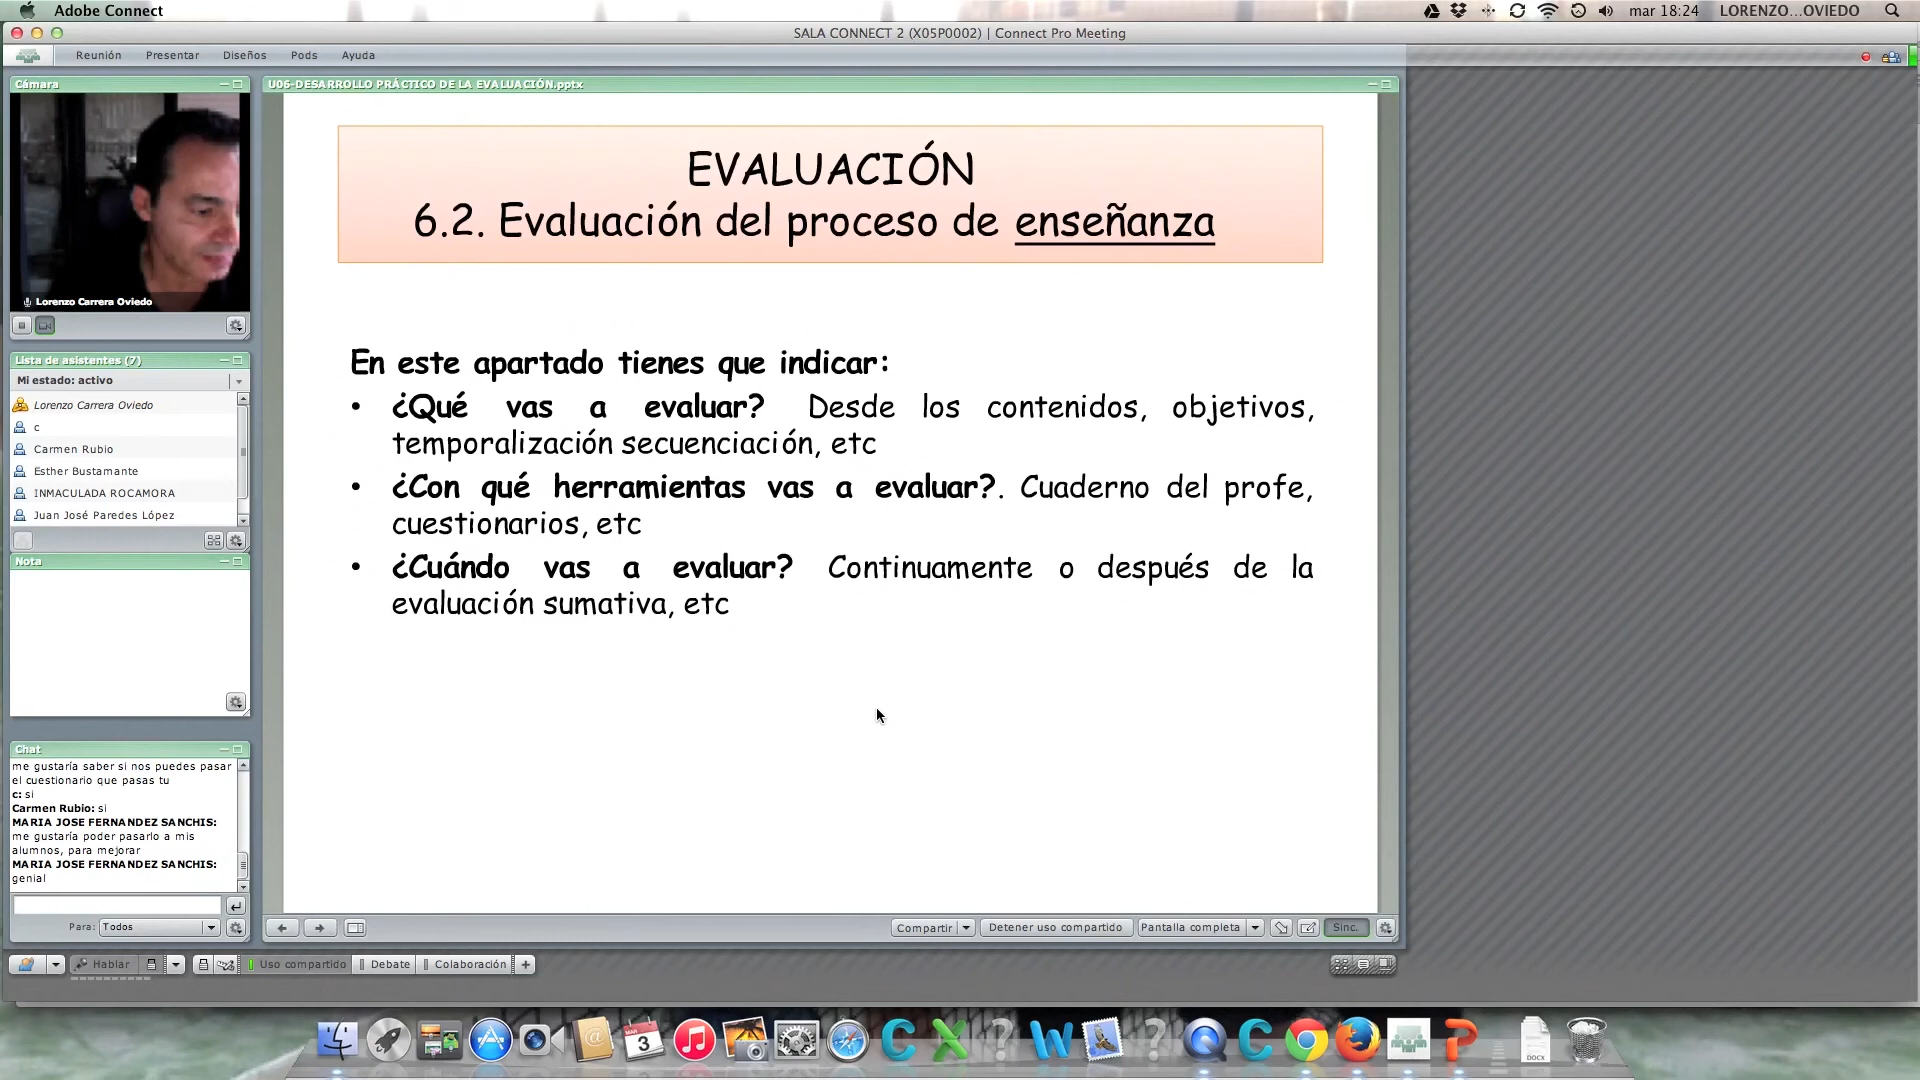 Adobe Connect
mar 18:24
LORENZO...OVIEDO
SALA CONNECT 2 (X05P0002) | Connect Pro Meeting
Reunión
Presentar
Diseños
Pods
Ayuda
Cámara
Lorenzo Carrera Oviedo
Lista de asistentes (7)
Mi estado: activo
Lorenzo Carrera Oviedo
c
Carmen Rubio
Esther Bustamante
INMACULADA ROCAMORA
Juan José Paredes López
Nota
Chat
me gustaría saber si nos puedes pasar
el cuestionario que pasas tu
c: si
Carmen Rubio: si
MARIA JOSE FERNANDEZ SANCHIS:
me gustaría poder pasarlo a mis
alumnos, para mejorar
MARIA JOSE FERNANDEZ SANCHIS:
genial
Para: Todos
U06-DESARROLLO PRÁCTICO DE LA EVALUACIÓN.pptx
EVALUACIÓN
6.2. Evaluación del proceso de enseñanza
En este apartado tienes que indicar:
• ¿Qué vas a evaluar? Desde los contenidos, objetivos,
temporalización secuenciación, etc
• ¿Con qué herramientas vas a evaluar?. Cuaderno del profe,
cuestionarios, etc
• ¿Cuándo vas a evaluar? Continuamente o después de la
evaluación sumativa, etc
Compartir
Detener uso compartido
Pantalla completa
Sinc.
Hablar
Uso compartido
Debate
Colaboración
MAR
3
DOCX